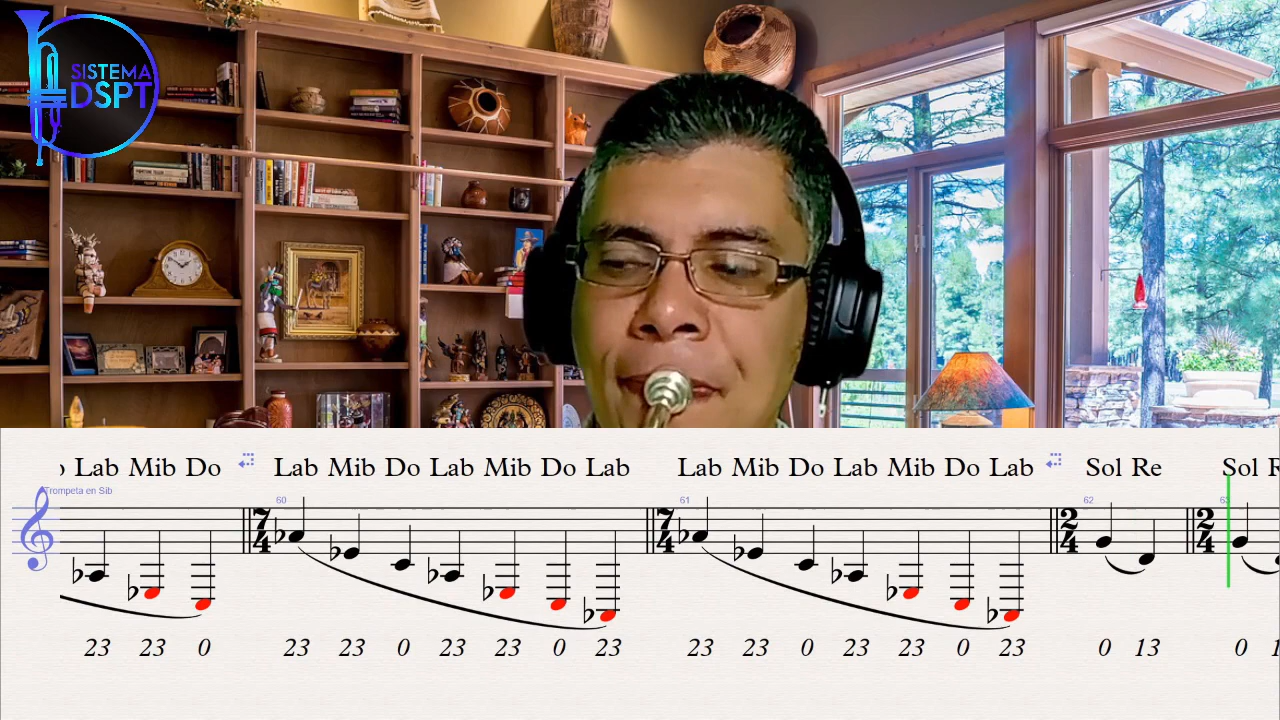 SISTEMA
DSPT
Lab Mib Do Lab Mib Do Lab Mib Do Lab Lab Mib Do Lab Mib Do Lab Sol Re Sol
Trompeta en Sib
60 61 62 63
7 4 7 4 2 4 2 4
23 23 0 23 23 0 23 23 0 23 23 23 0 23 23 0 23 0 13 0